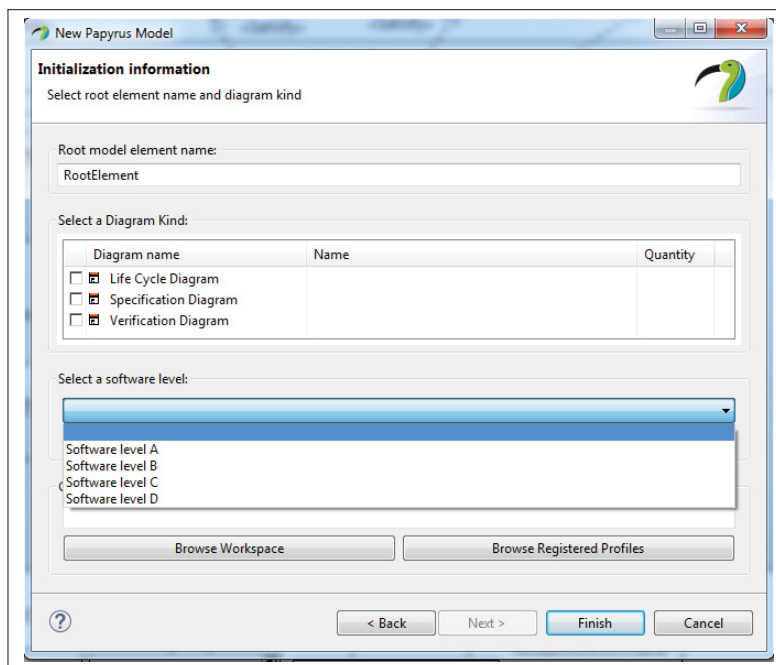 New Papyrus Model
Initialization information
Select root element name and diagram kind
Root model element name:
RootElement
Select a Diagram Kind:
Diagram name Name Quantity
Life Cycle Diagram
Specification Diagram
Verification Diagram
Select a software level:
Software level A
Software level B
Software level C
Software level D
Browse Workspace Browse Registered Profiles
< Back Next > Finish Cancel